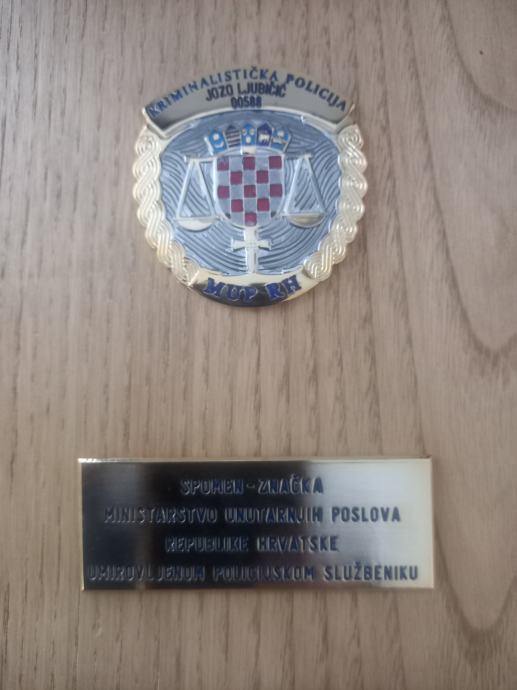 KRIMINALISTIČKA POLICIJA
JOZO LJUBIČIĆ
00588
MUP RH
SPOMEN-ZNAČKA
MINISTARSTVO UNUTARNJIH POSLOVA
REPUBLIKE HRVATSKE
UMIROVLJENOM POLICIJSKOM SLUŽBENIKU